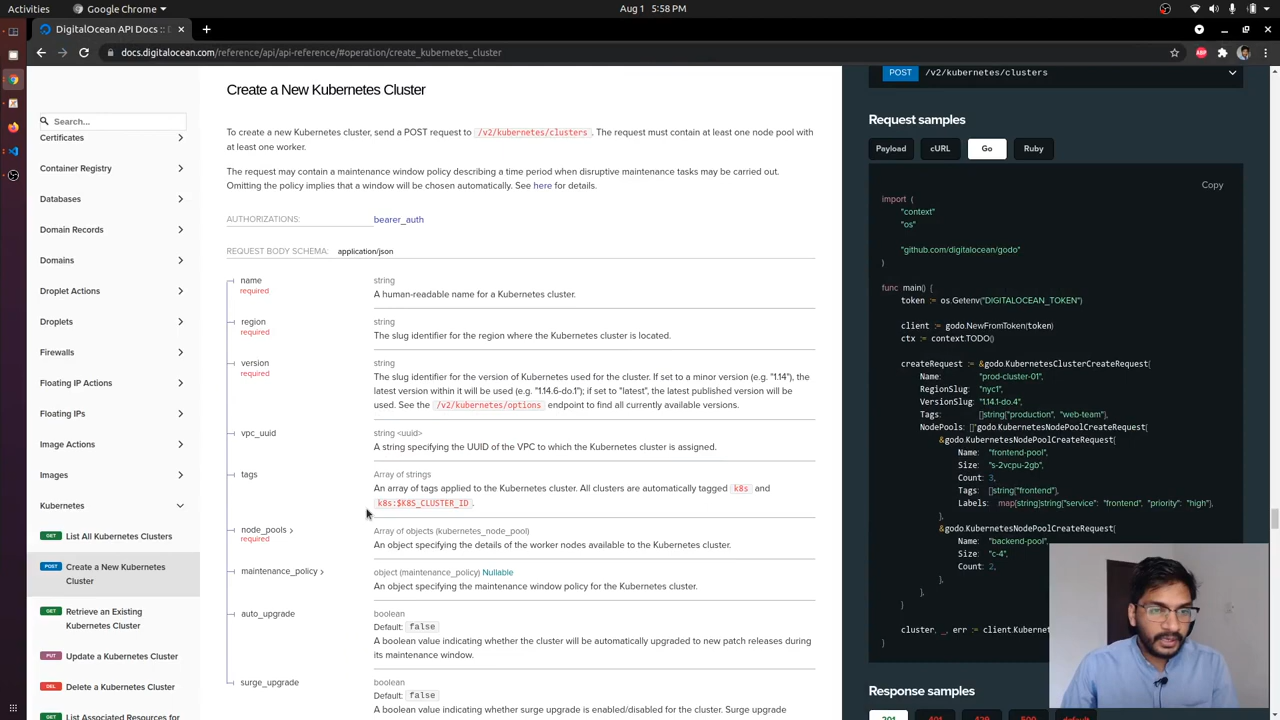 Activities
Google Chrome
Aug 1 5:58 PM
DigitalOcean API Docs :: D
docs.digitalocean.com/reference/api/api-reference/#operation/create_kubernetes_cluster
ABP
Search...
Certificates
Container Registry
Databases
Domain Records
Domains
Droplet Actions
Droplets
Firewalls
Floating IP Actions
Floating IPs
Image Actions
Images
Kubernetes
GET List All Kubernetes Clusters
POST Create a New Kubernetes
Cluster
GET Retrieve an Existing
Kubernetes Cluster
PUT Update a Kubernetes Cluster
DEL Delete a Kubernetes Cluster
GET List Associated Resources for
Create a New Kubernetes Cluster
To create a new Kubernetes cluster, send a POST request to /v2/kubernetes/clusters . The request must contain at least one node pool with
at least one worker.
The request may contain a maintenance window policy describing a time period when disruptive maintenance tasks may be carried out.
Omitting the policy implies that a window will be chosen automatically. See here for details.
AUTHORIZATIONS: bearer_auth
REQUEST BODY SCHEMA: application/json
name string
required
A human-readable name for a Kubernetes cluster.
region string
required
The slug identifier for the region where the Kubernetes cluster is located.
version string
required
The slug identifier for the version of Kubernetes used for the cluster. If set to a minor version (e.g. "1.14"), the
latest version within it will be used (e.g. "1.14.6-do.1"); if set to "latest", the latest published version will be
used. See the /v2/kubernetes/options endpoint to find all currently available versions.
vpc_uuid string <uuid>
A string specifying the UUID of the VPC to which the Kubernetes cluster is assigned.
tags Array of strings
An array of tags applied to the Kubernetes cluster. All clusters are automatically tagged k8s and
k8s:$K8S_CLUSTER_ID .
node_pools Array of objects (kubernetes_node_pool)
required
An object specifying the details of the worker nodes available to the Kubernetes cluster.
maintenance_policy object (maintenance_policy) Nullable
An object specifying the maintenance window policy for the Kubernetes cluster.
auto_upgrade boolean
Default: false
A boolean value indicating whether the cluster will be automatically upgraded to new patch releases during
its maintenance window.
surge_upgrade boolean
Default: false
A boolean value indicating whether surge upgrade is enabled/disabled for the cluster. Surge upgrade
POST /v2/kubernetes/clusters
Request samples
Payload cURL Go Ruby
Copy
import (
"context"
"os"
"github.com/digitalocean/godo"
)
func main() {
token := os.Getenv("DIGITALOCEAN_TOKEN")
client := godo.NewFromToken(token)
ctx := context.TODO()
createRequest := &godo.KubernetesClusterCreateRequest{
Name: "prod-cluster-01",
RegionSlug: "nyc1",
VersionSlug: "1.14.1-do.4",
Tags: []string{"production", "web-team"},
NodePools: []*godo.KubernetesNodePoolCreateRequest{
&godo.KubernetesNodePoolCreateRequest{
Name: "frontend-pool",
Size: "s-2vcpu-2gb",
Count: 3,
Tags: []string{"frontend"},
Labels: map[string]string{"service": "frontend", "priority": "high"},
},
&godo.KubernetesNodePoolCreateRequest{
Name: "backend-pool",
Size: "c-4",
Count: 2,
},
},
}
cluster, _, err := client.Kubernet
}
Response samples
201 401 429 500 default